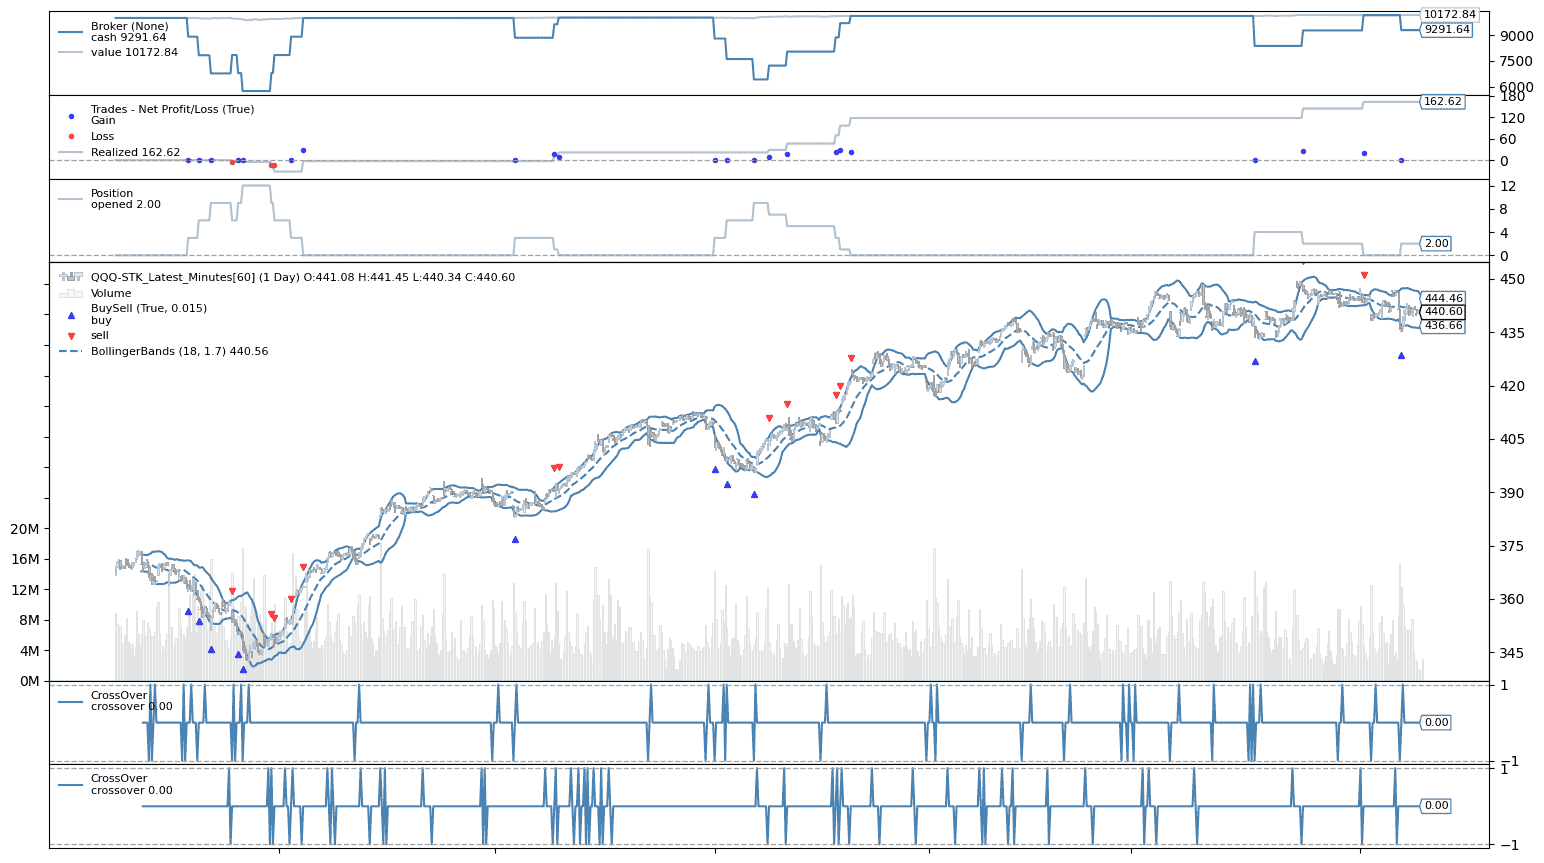 Broker (None)
cash 9291.64
value 10172.84
10172.84
9291.64
9000
7500
6000
Trades - Net Profit/Loss (True)
Gain
Loss
Realized 162.62
162.62
180
120
60
0
Position
opened 2.00
2.00
12
8
4
0
QQQ-STK_Latest_Minutes[60] (1 Day) O:441.08 H:441.45 L:440.34 C:440.60
Volume
BuySell (True, 0.015)
buy
sell
BollingerBands (18, 1.7) 440.56
444.46
440.60
436.66
450
435
420
405
390
375
360
345
20M
16M
12M
8M
4M
0M
CrossOver
crossover 0.00
0.00
1
−1
CrossOver
crossover 0.00
0.00
1
−1